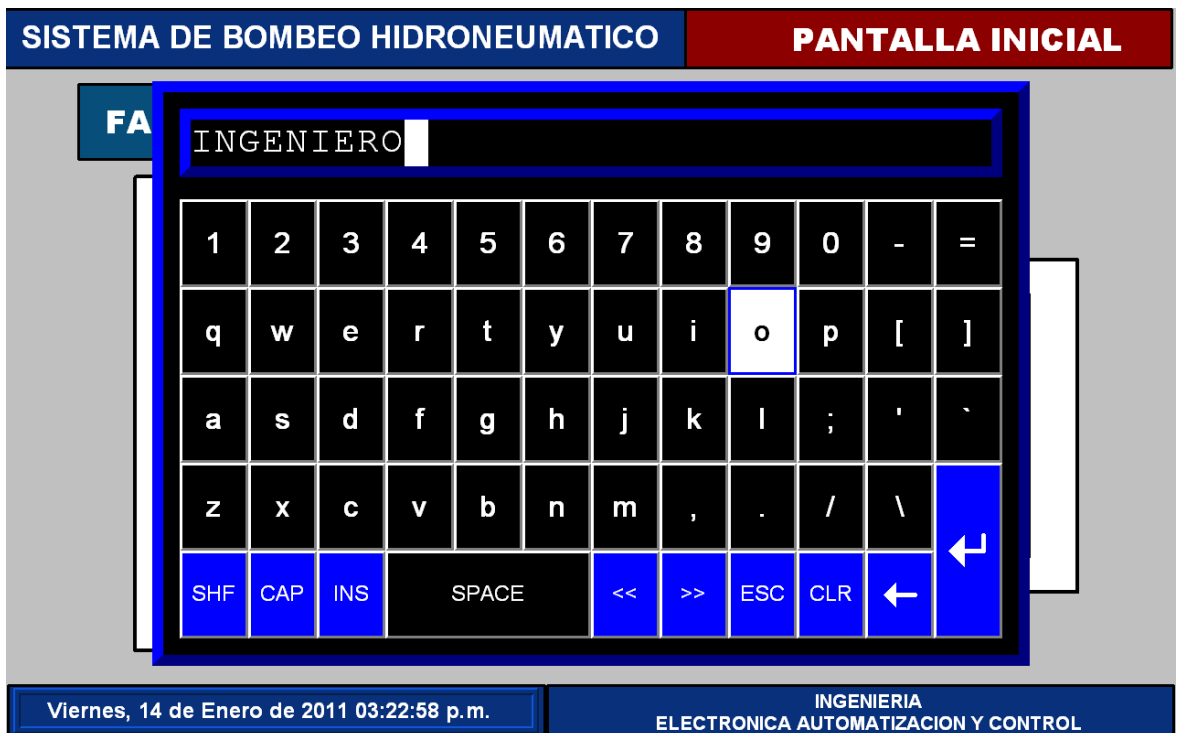 SISTEMA DE BOMBEO HIDRONEUMATICO
PANTALLA INICIAL
FA
INGENIERO
1 2 3 4 5 6 7 8 9 0 - =
q w e r t y u i o p [ ]
a s d f g h j k l ; ' `
z x c v b n m , . / \
SHF CAP INS SPACE << >> ESC CLR ← ↵
Viernes, 14 de Enero de 2011 03:22:58 p.m.
INGENIERIA
ELECTRONICA AUTOMATIZACION Y CONTROL